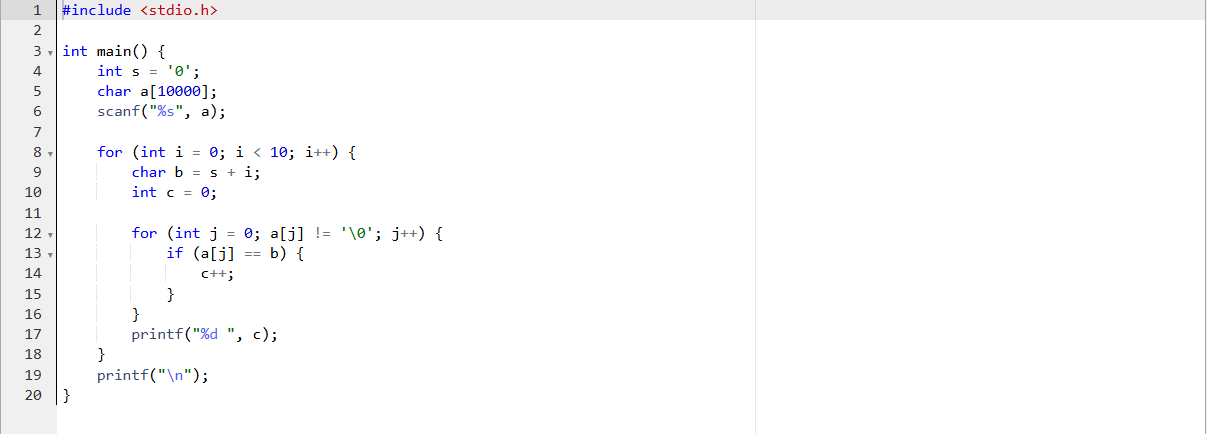 1 #include <stdio.h>
2
3 int main() {
4     int s = '0';
5     char a[10000];
6     scanf("%s", a);
7
8     for (int i = 0; i < 10; i++) {
9         char b = s + i;
10         int c = 0;
11
12         for (int j = 0; a[j] != '\0'; j++) {
13             if (a[j] == b) {
14                 c++;
15             }
16         }
17         printf("%d ", c);
18     }
19     printf("\n");
20 }